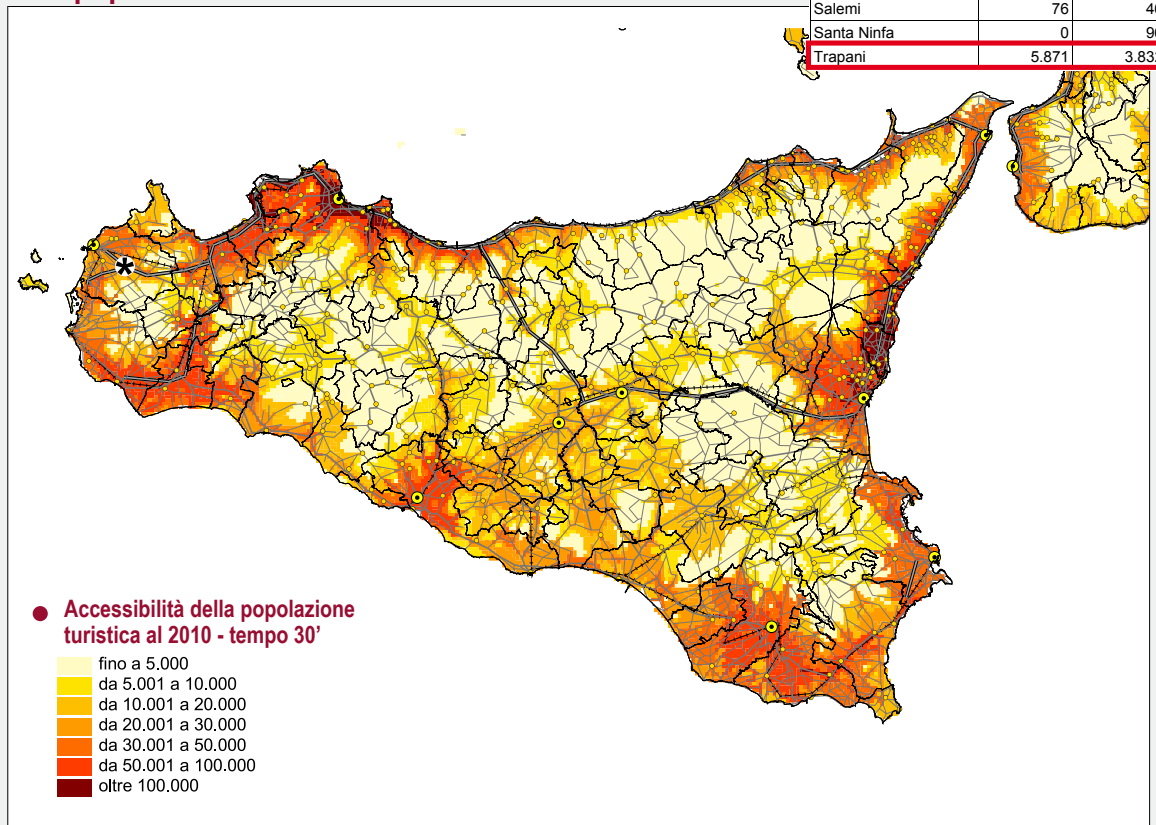 Salemi 76
Santa Ninfa 0
Trapani 5.871
*
Accessibilità della popolazione
turistica al 2010 - tempo 30’
fino a 5.000
da 5.001 a 10.000
da 10.001 a 20.000
da 20.001 a 30.000
da 30.001 a 50.000
da 50.001 a 100.000
oltre 100.000